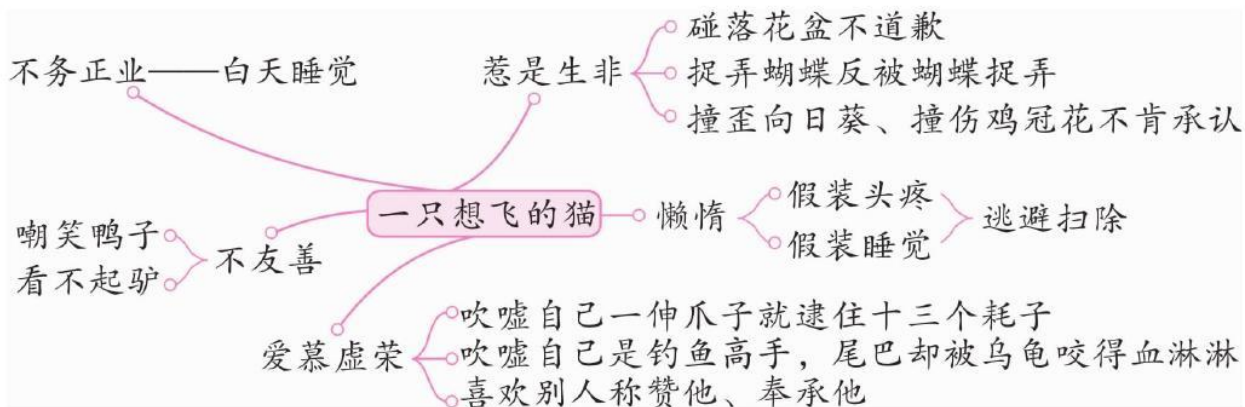 不务正业——白天睡觉
惹是生非
碰落花盆不道歉
捉弄蝴蝶反被蝴蝶捉弄
撞歪向日葵、撞伤鸡冠花不肯承认
一只想飞的猫
懒惰
假装头疼
假装睡觉
逃避扫除
嘲笑鸭子
看不起驴
不友善
爱慕虚荣
吹嘘自己一伸爪子就逮住十三个耗子
吹嘘自己是钓鱼高手，尾巴却被乌龟咬得血淋淋
喜欢别人称赞他、奉承他